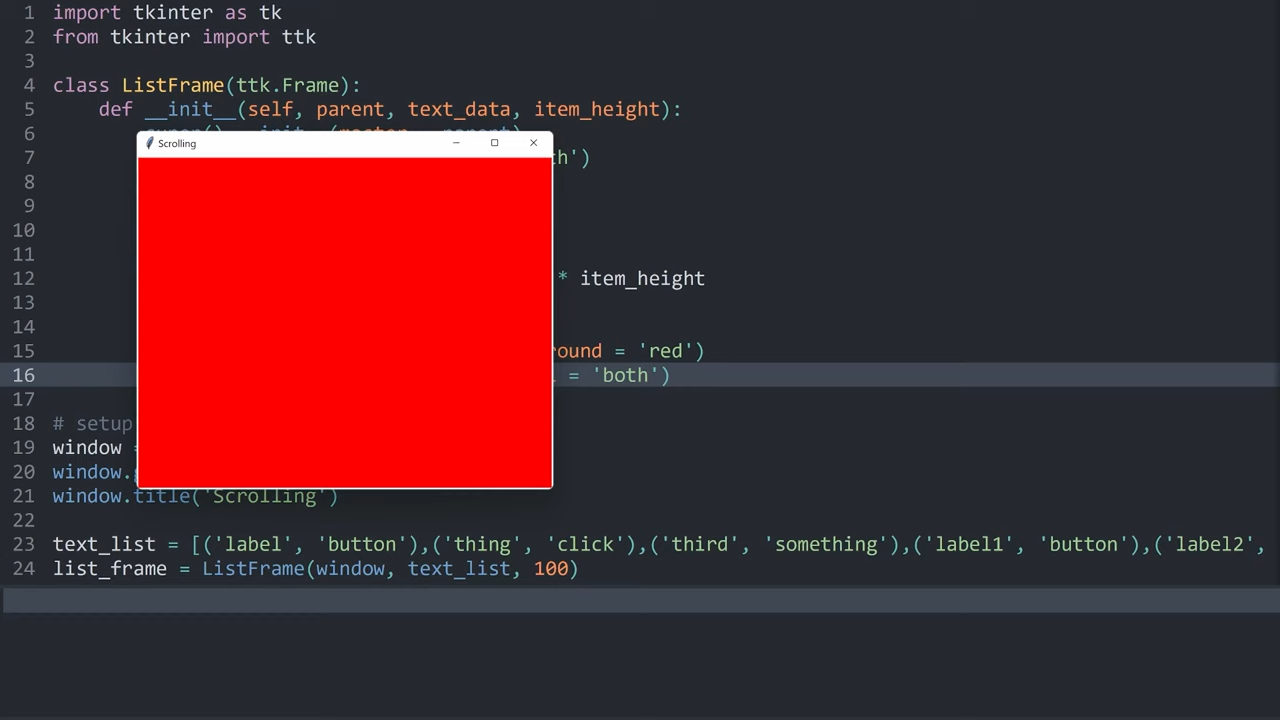 1 import tkinter as tk
2 from tkinter import ttk
3
4 class ListFrame(ttk.Frame):
5 def __init__(self, parent, text_data, item_height):
6
Scrolling
7 h')
8
9
10
11
12 * item_height
13
14
15 ound = 'red')
16 = 'both')
17
18 # setup
19 window
20 window.
21 window.title('Scrolling')
22
23 text_list = [('label', 'button'),('thing', 'click'),('third', 'something'),('label1', 'button'),('label2',
24 list_frame = ListFrame(window, text_list, 100)